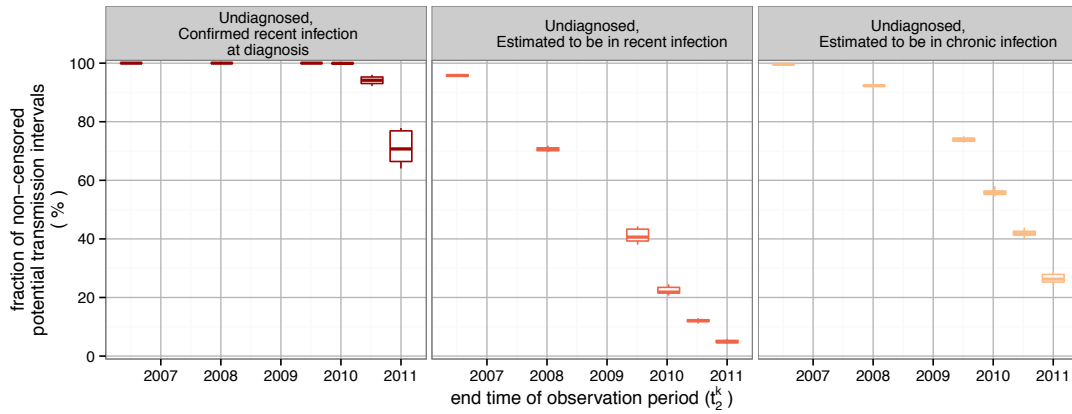 Undiagnosed,
Confirmed recent infection
at diagnosis
Undiagnosed,
Estimated to be in recent infection
Undiagnosed,
Estimated to be in chronic infection
fraction of non−censored
potential transmission intervals
( % )
100
80
60
40
20
0
2007 2008 2009 2010 2011
2007 2008 2009 2010 2011
2007 2008 2009 2010 2011
end time of observation period (t₂ᵏ)